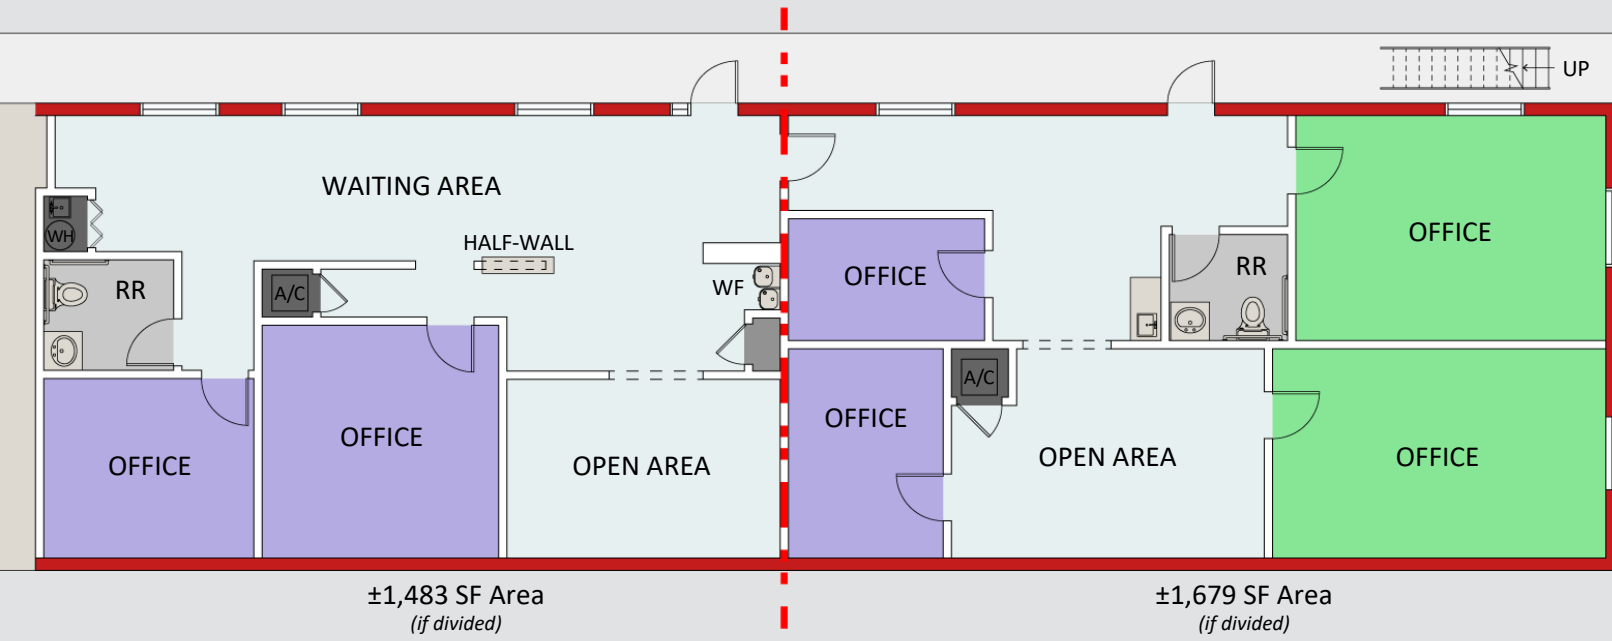 UP
WAITING AREA
WH
HALF-WALL
OFFICE
OFFICE
RR
RR
A/C
WF
A/C
OFFICE
OFFICE
OFFICE
OFFICE
OPEN AREA
OPEN AREA
OFFICE
±1,483 SF Area
(if divided)
±1,679 SF Area
(if divided)